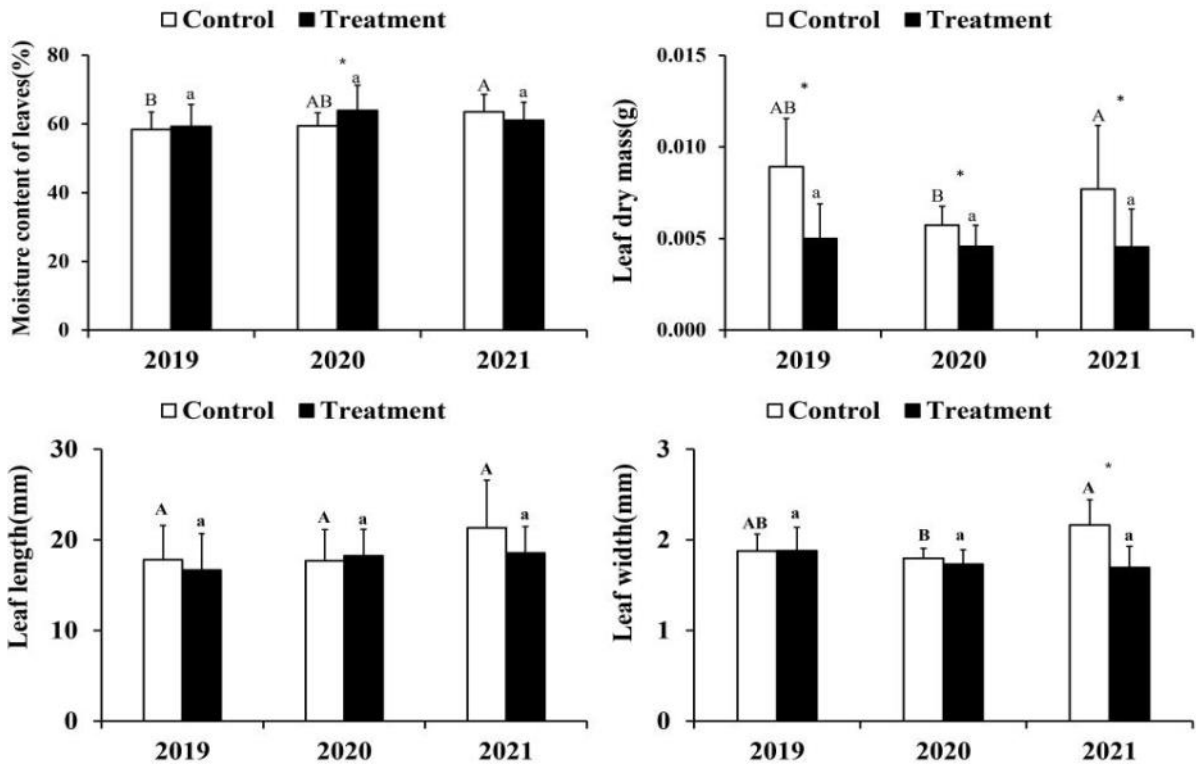 Control Treatment
Moisture content of leaves(%)
80
60
40
20
0
B a AB a * A a
2019 2020 2021
Control Treatment
Leaf dry mass(g)
0.015
0.010
0.005
0.000
AB a * B a * A a *
2019 2020 2021
Control Treatment
Leaf length(mm)
30
20
10
0
A a A a A a
2019 2020 2021
Control Treatment
Leaf width(mm)
3
2
1
0
AB a B a A a *
2019 2020 2021